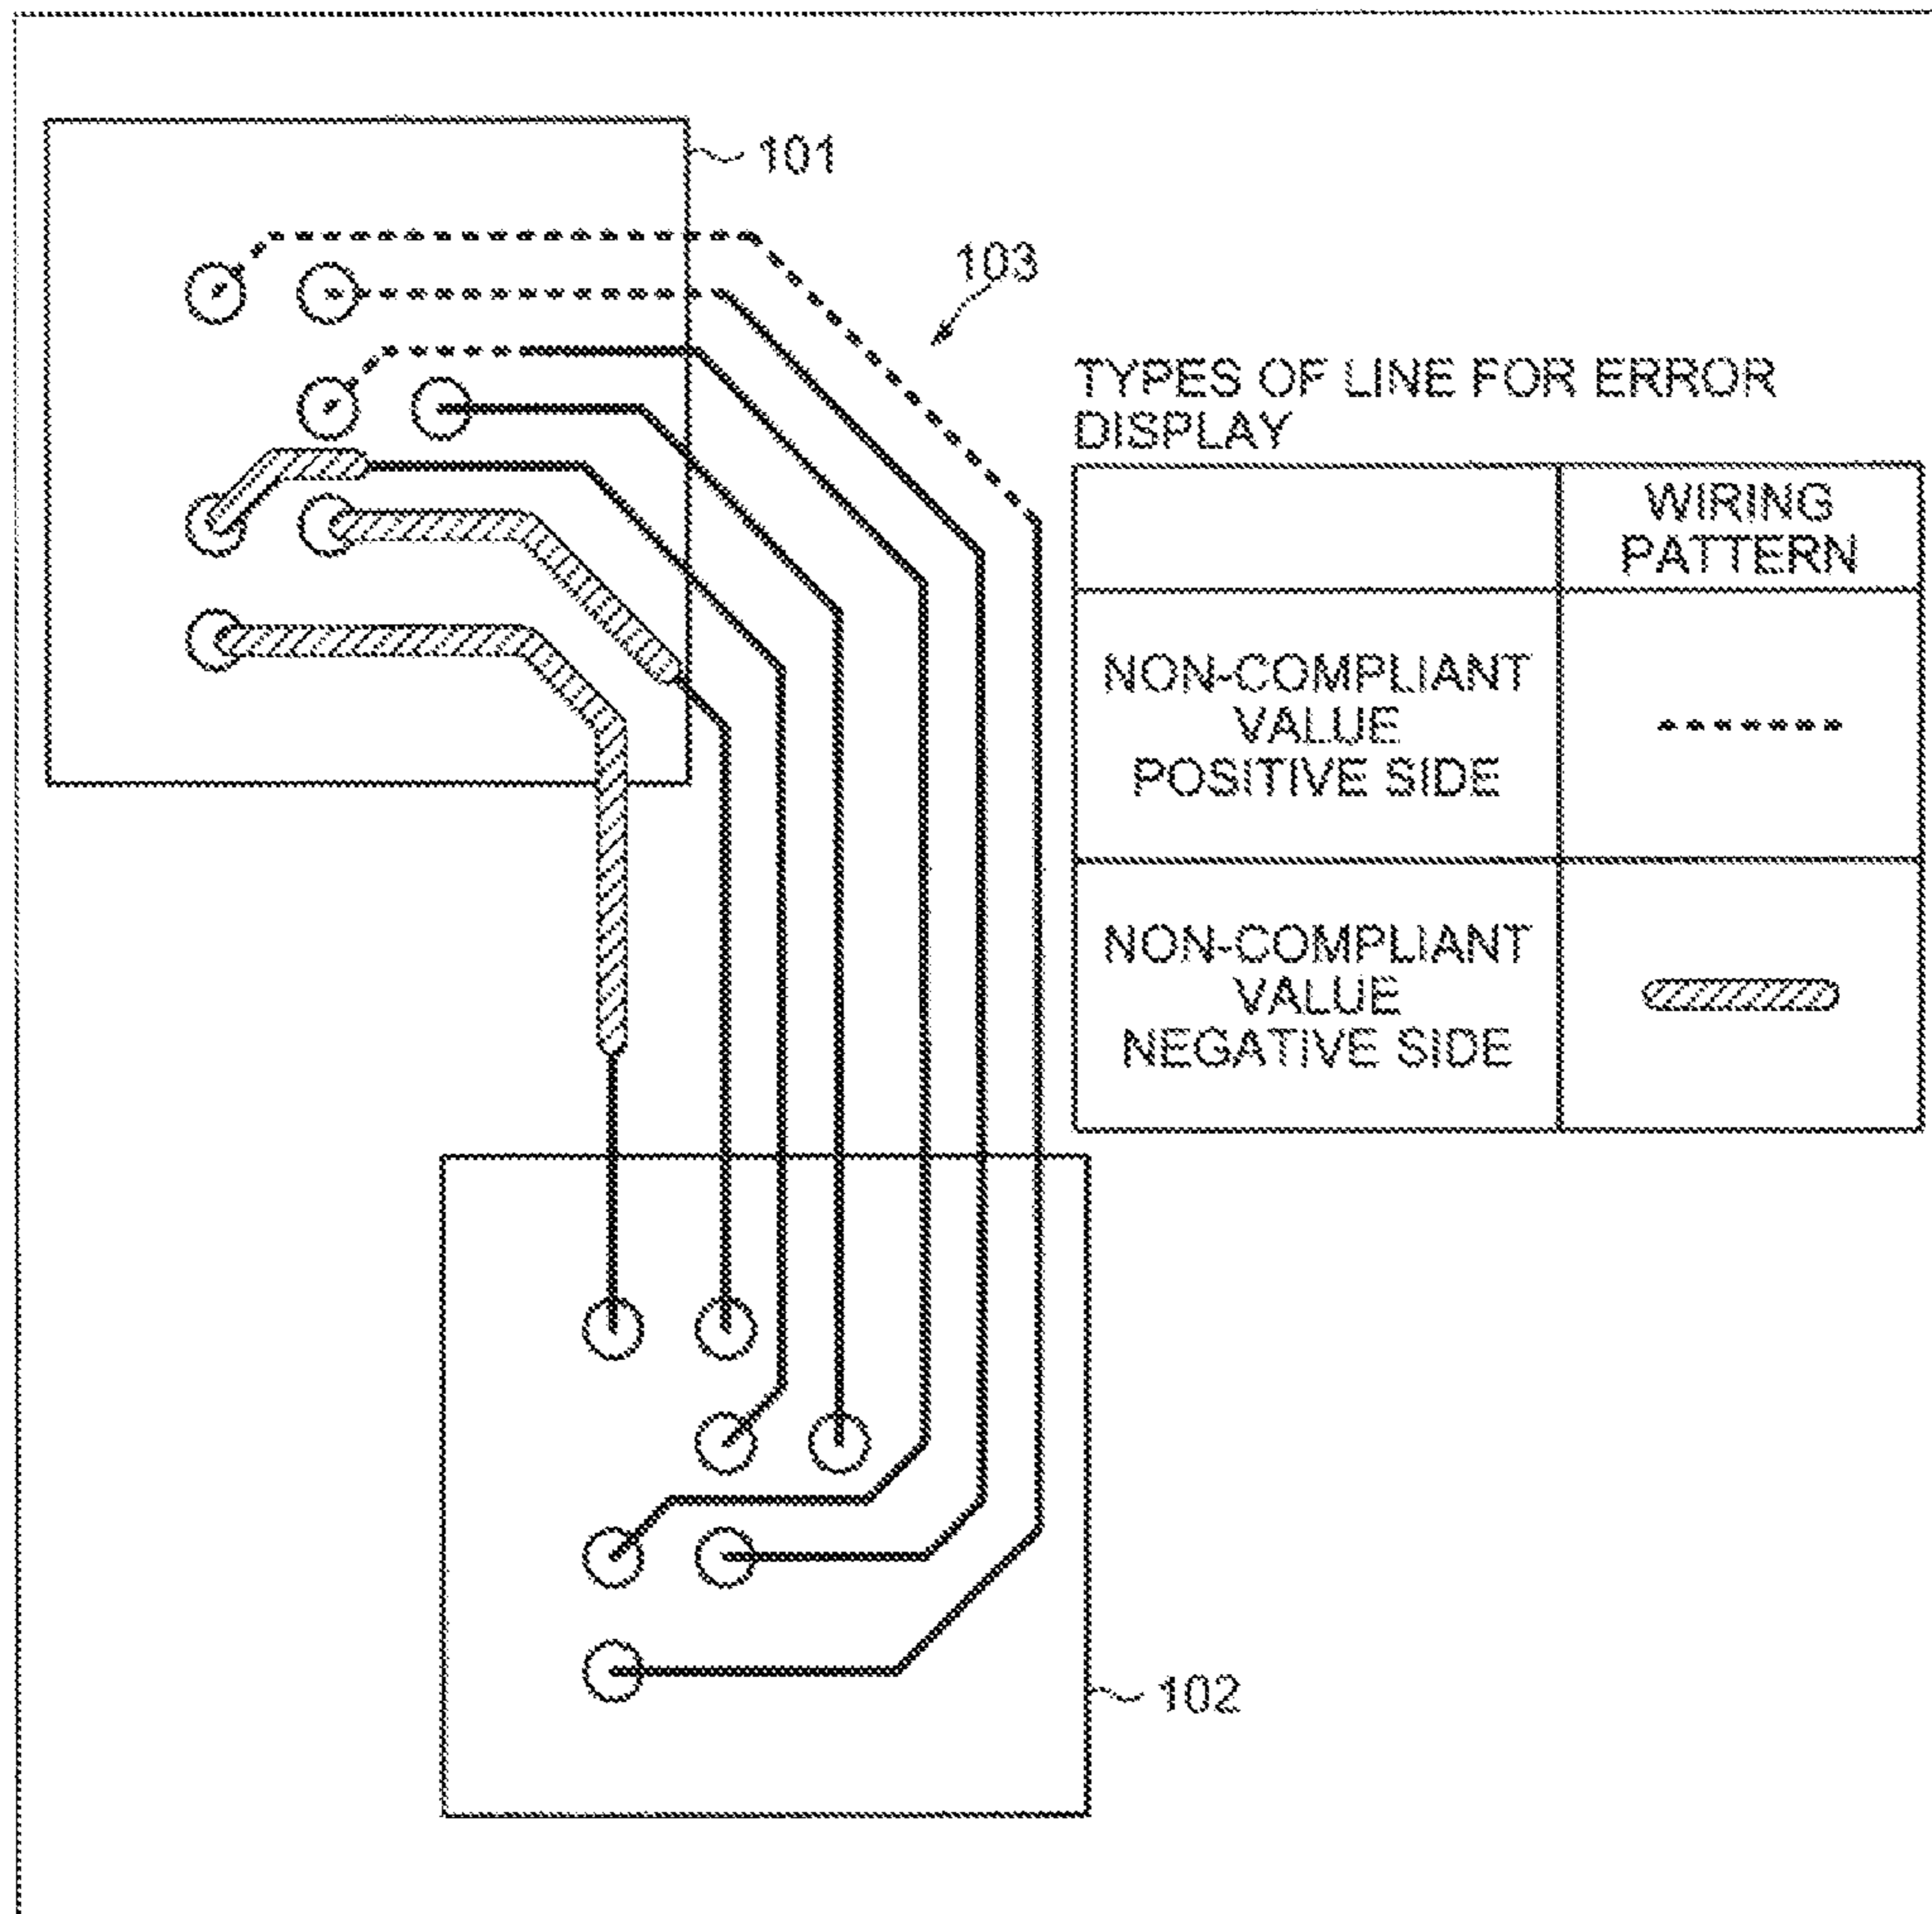 101
103
TYPES OF LINE FOR ERROR
DISPLAY
WIRING
PATTERN
NON-COMPLIANT
VALUE
POSITIVE SIDE
NON-COMPLIANT
VALUE
NEGATIVE SIDE
102